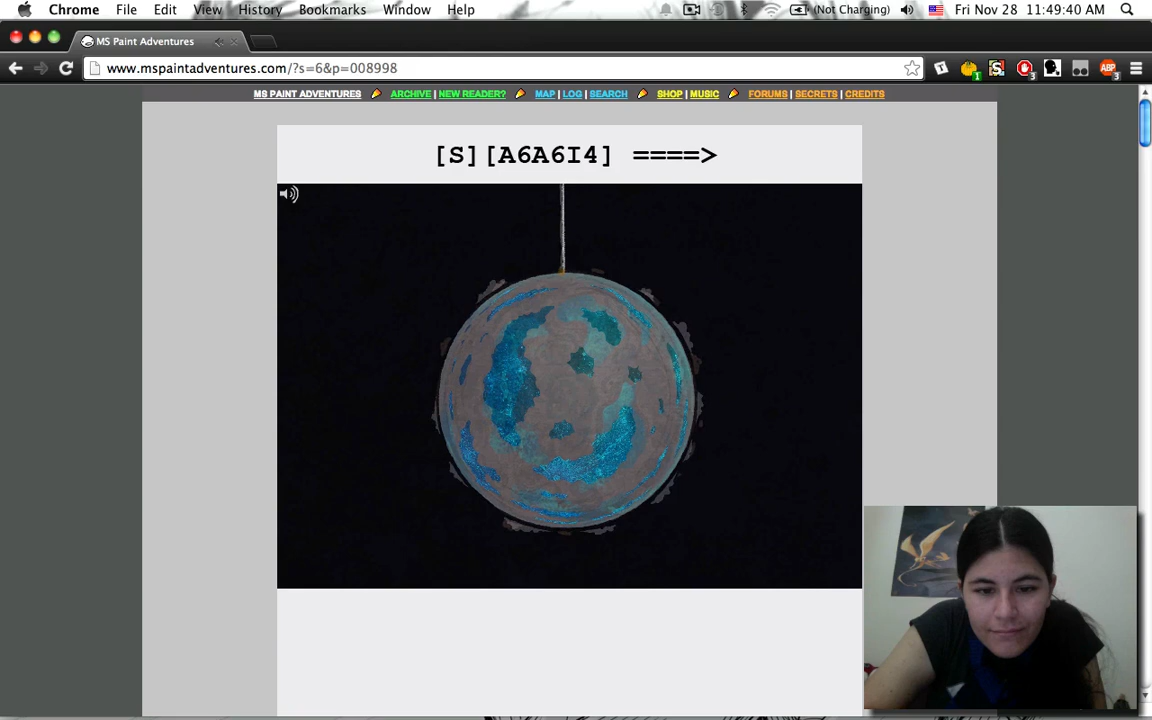 Chrome File Edit View History Bookmarks Window Help (Not Charging) Fri Nov 28 11:49:40 AM
MS Paint Adventures
www.mspaintadventures.com/?s=6&p=008998
MS PAINT ADVENTURES ARCHIVE | NEW READER? MAP | LOG | SEARCH SHOP | MUSIC FORUMS | SECRETS | CREDITS
[S][A6A6I4] ====>